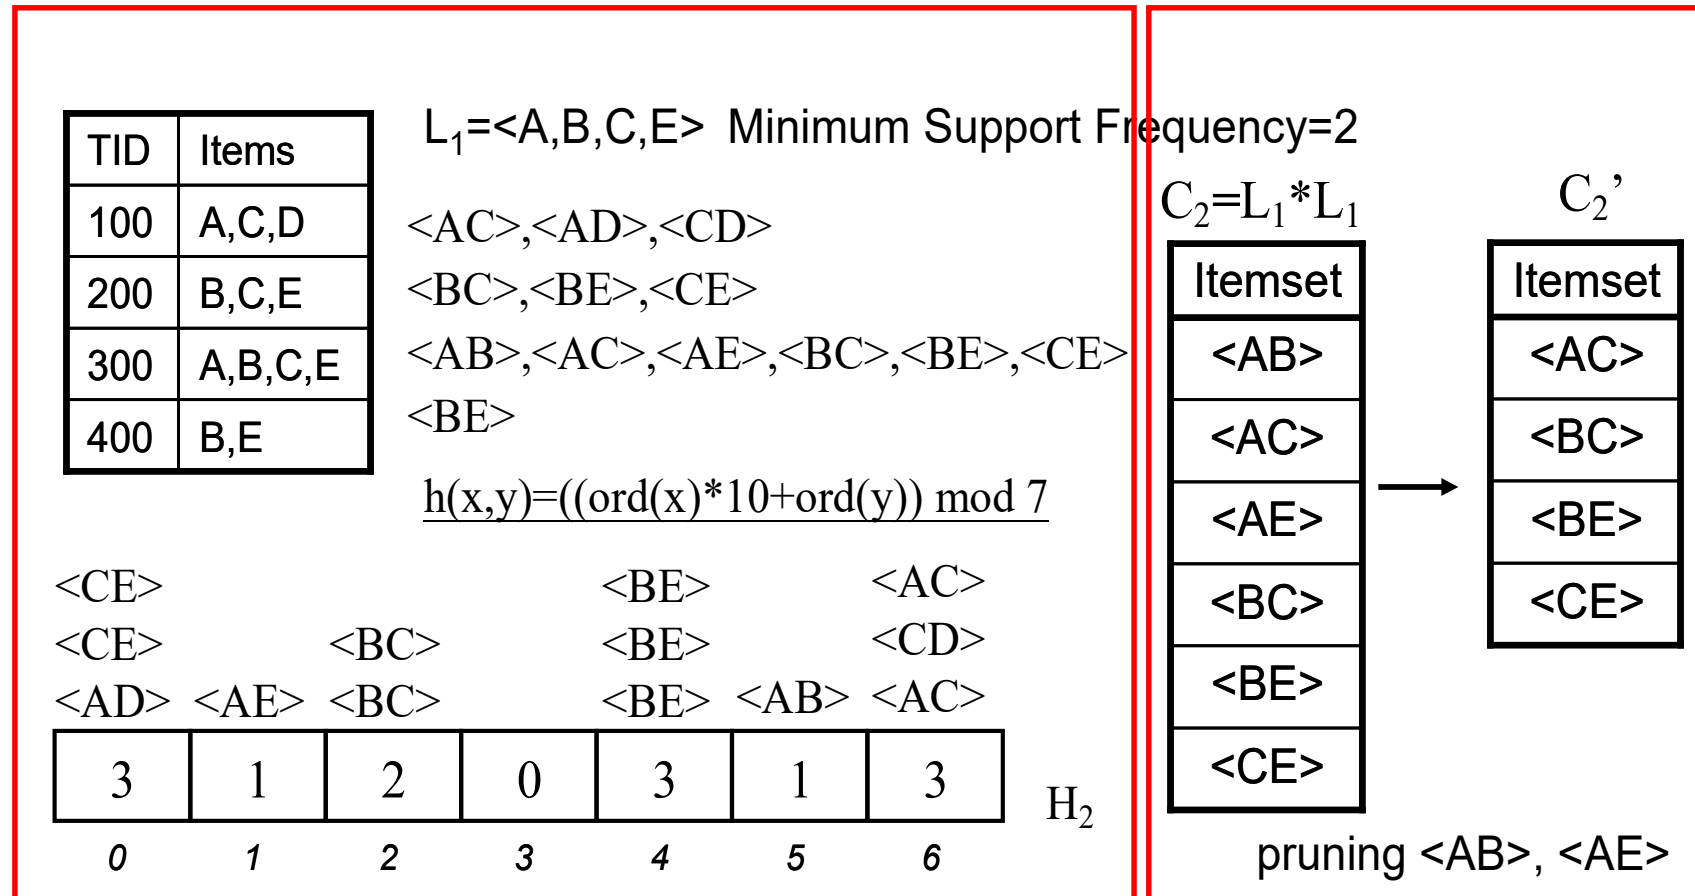 L₁=<A,B,C,E> Minimum Support Frequency=2
TID Items
100 A,C,D
200 B,C,E
300 A,B,C,E
400 B,E
<AC>,<AD>,<CD>
<BC>,<BE>,<CE>
<AB>,<AC>,<AE>,<BC>,<BE>,<CE>
<BE>
h(x,y)=((ord(x)*10+ord(y)) mod 7
<CE> <BE> <AC>
<CE> <BC> <BE> <CD>
<AD> <AE> <BC> <BE> <AB> <AC>
3 1 2 0 3 1 3
H₂
0 1 2 3 4 5 6
C₂=L₁*L₁
Itemset
<AB>
<AC>
<AE>
<BC>
<BE>
<CE>
C₂’
Itemset
<AC>
<BC>
<BE>
<CE>
pruning <AB>, <AE>